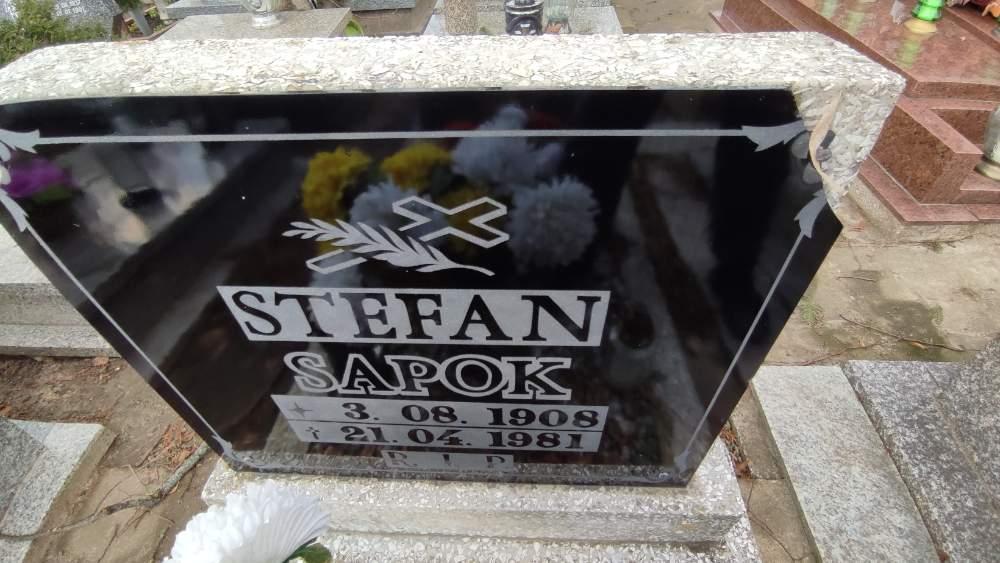 STEFAN
SAPOK
3. 08. 1908
21. 04. 1981
R I P